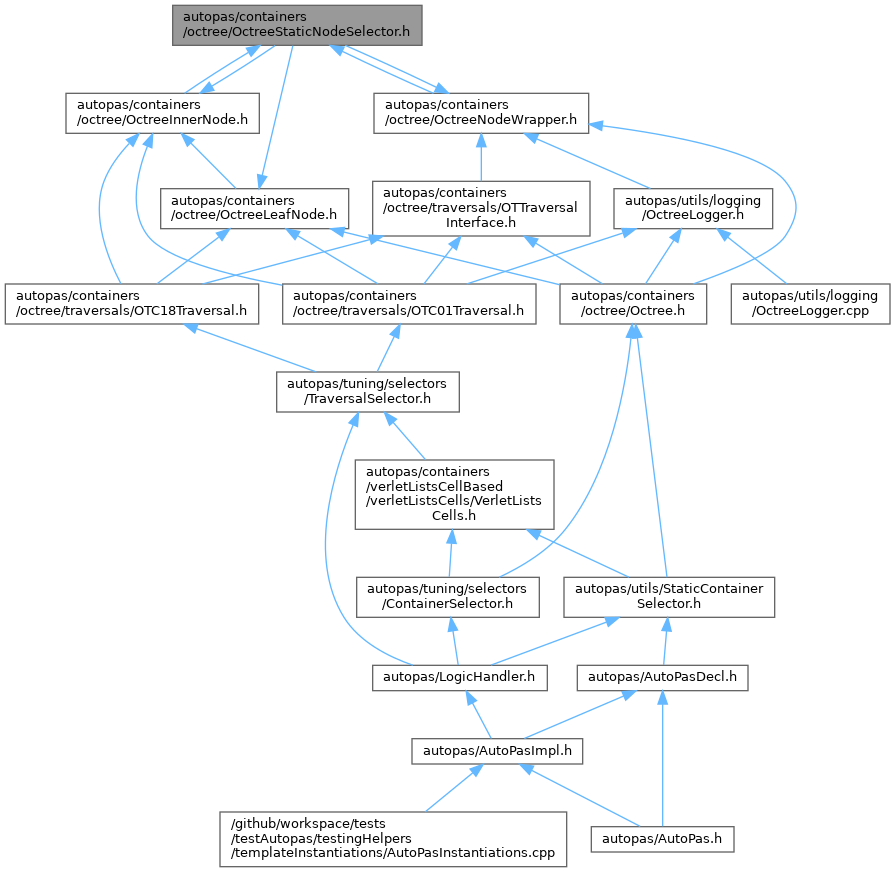 autopas/containers
/octree/OctreeStaticNodeSelector.h
autopas/containers
/octree/OctreeInnerNode.h
autopas/containers
/octree/OctreeNodeWrapper.h
autopas/containers
/octree/OctreeLeafNode.h
autopas/containers
/octree/traversals/OTTraversal
Interface.h
autopas/utils/logging
/OctreeLogger.h
autopas/containers
/octree/traversals/OTC18Traversal.h
autopas/containers
/octree/traversals/OTC01Traversal.h
autopas/containers
/octree/Octree.h
autopas/utils/logging
/OctreeLogger.cpp
autopas/tuning/selectors
/TraversalSelector.h
autopas/containers
/verletListsCellBased
/verletListsCells/VerletLists
Cells.h
autopas/tuning/selectors
/ContainerSelector.h
autopas/utils/StaticContainer
Selector.h
autopas/LogicHandler.h
autopas/AutoPasDecl.h
autopas/AutoPasImpl.h
/github/workspace/tests
/testAutopas/testingHelpers
/templateInstantiations/AutoPasInstantiations.cpp
autopas/AutoPas.h